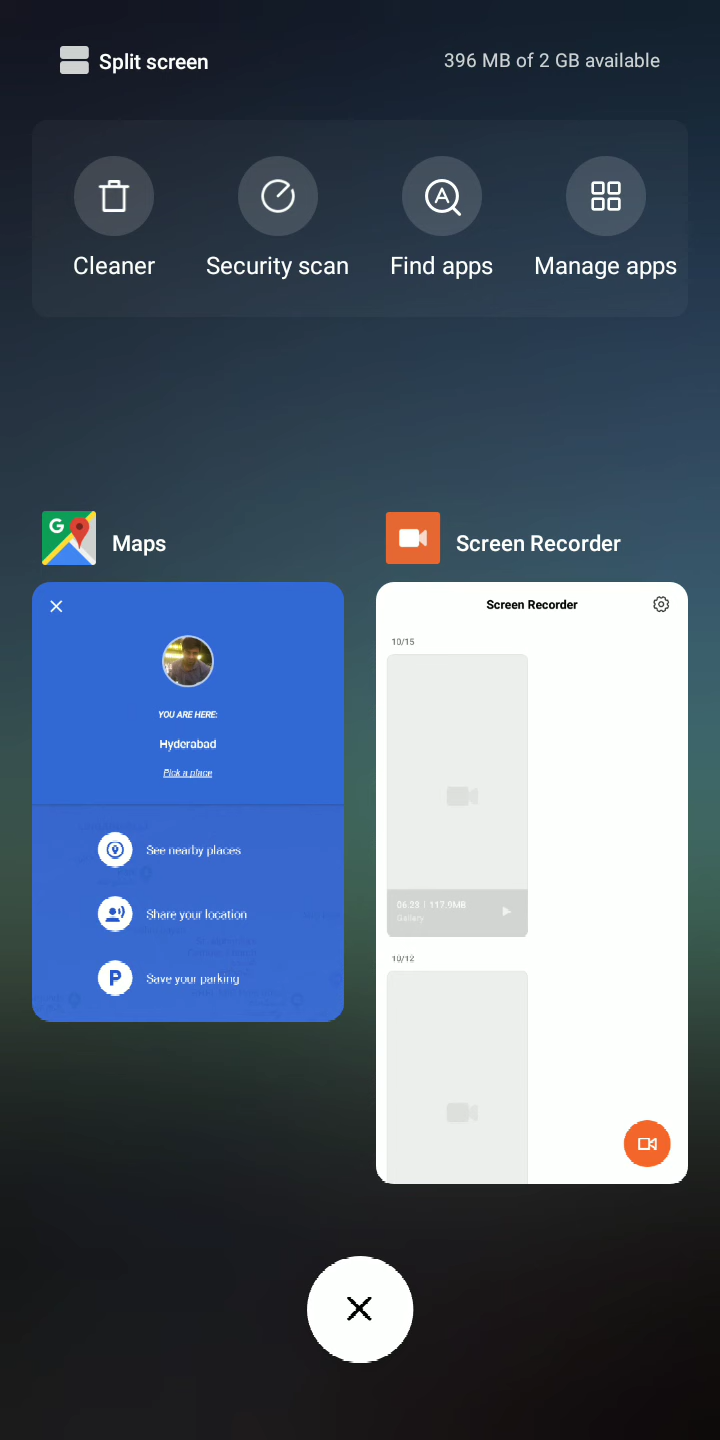 Split screen
396 MB of 2 GB available
Cleaner
Security scan
Find apps
Manage apps
Maps
Screen Recorder
YOU ARE HERE:
Hyderabad
Pick a place
See nearby places
Share your location
Save your parking
Screen Recorder
10/15
06:23 | 117.9MB
Gallery
10/12